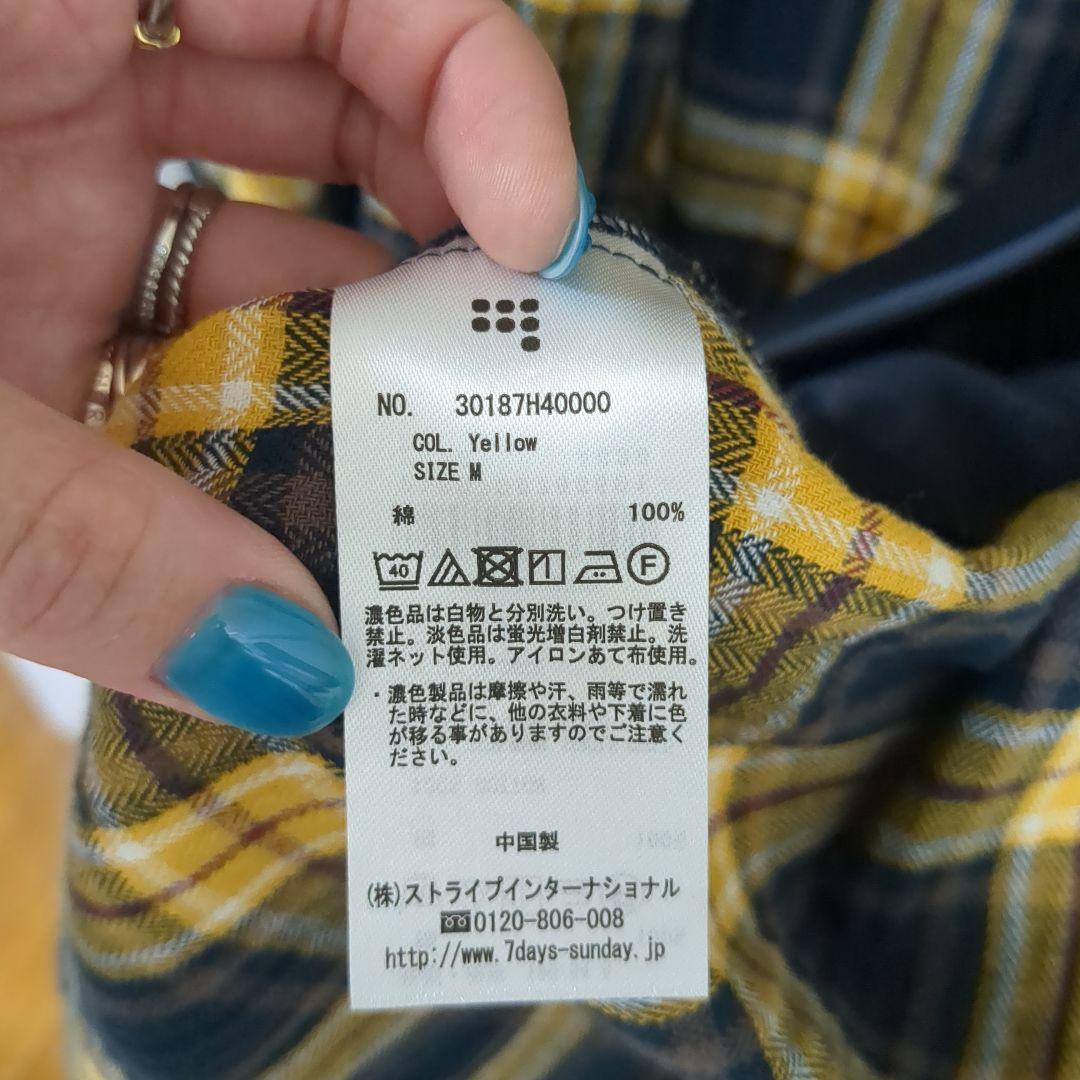 NO. 30187H40000
COL. Yellow
SIZE M
綿 100%
40 F
濃色品は白物と分別洗い。つけ置き
禁止。淡色品は蛍光増白剤禁止。洗
濯ネット使用。アイロンあて布使用。
・濃色製品は摩擦や汗、雨等で濡れ
た時などに、他の衣料や下着に色
が移る事がありますのでご注意く
ださい。
中国製
(株)ストライプインターナショナル
0120-806-008
http://www.7days-sunday.jp